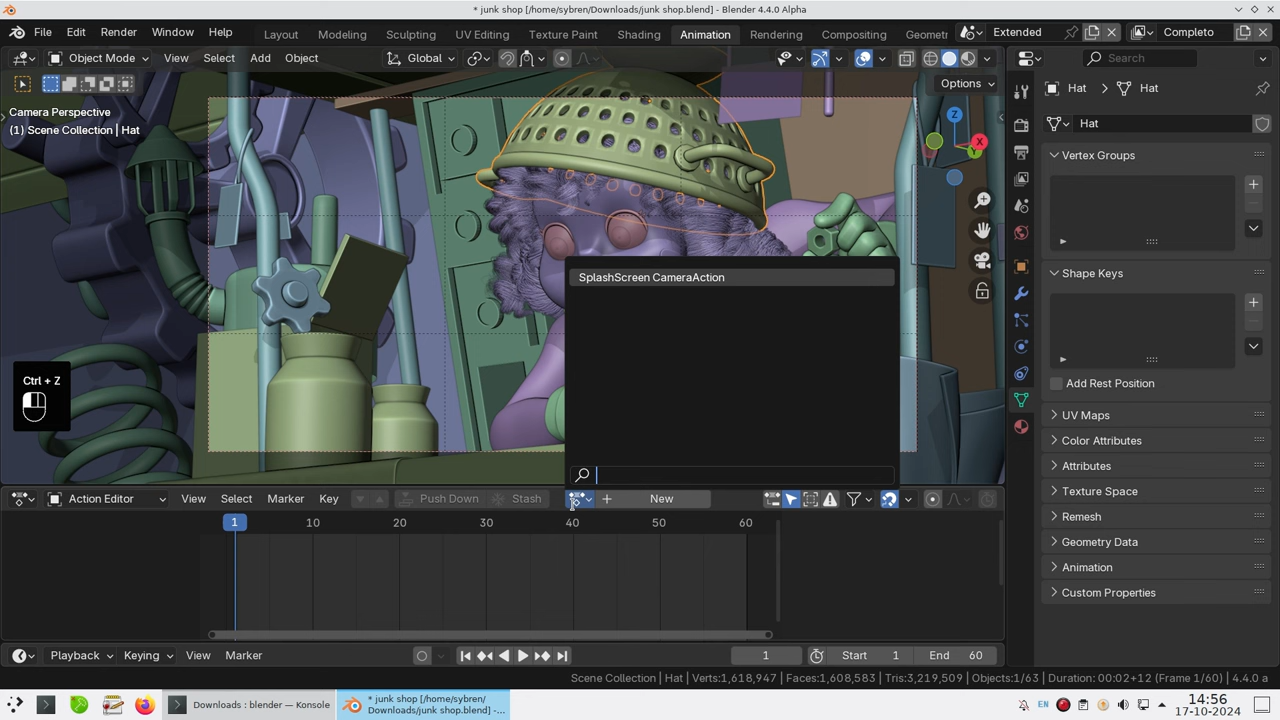 * junk shop [/home/sybren/Downloads/junk shop.blend] - Blender 4.4.0 Alpha
File Edit Render Window Help
Layout Modeling Sculpting UV Editing Texture Paint Shading Animation Rendering Compositing Geometr
Extended
Completo
Object Mode View Select Add Object
Global
Options
Camera Perspective
(1) Scene Collection | Hat
Z
X
Y
Search
Hat > Hat
Hat
Vertex Groups
Shape Keys
Add Rest Position
UV Maps
Color Attributes
Attributes
Texture Space
Remesh
Geometry Data
Animation
Custom Properties
SplashScreen CameraAction
Ctrl + Z
Action Editor View Select Marker Key Push Down Stash
New
1 10 20 30 40 50 60
Playback Keying View Marker
1
Start 1
End 60
Scene Collection | Hat | Verts:1,618,947 | Faces:1,608,583 | Tris:3,219,509 | Objects:1/63 | Duration: 00:02+12 (Frame 1/60) | 4.4.0 a
Downloads : blender — Konsole
* junk shop [/home/sybren/
Downloads/junk shop.blend] -...
EN
14:56
17-10-2024